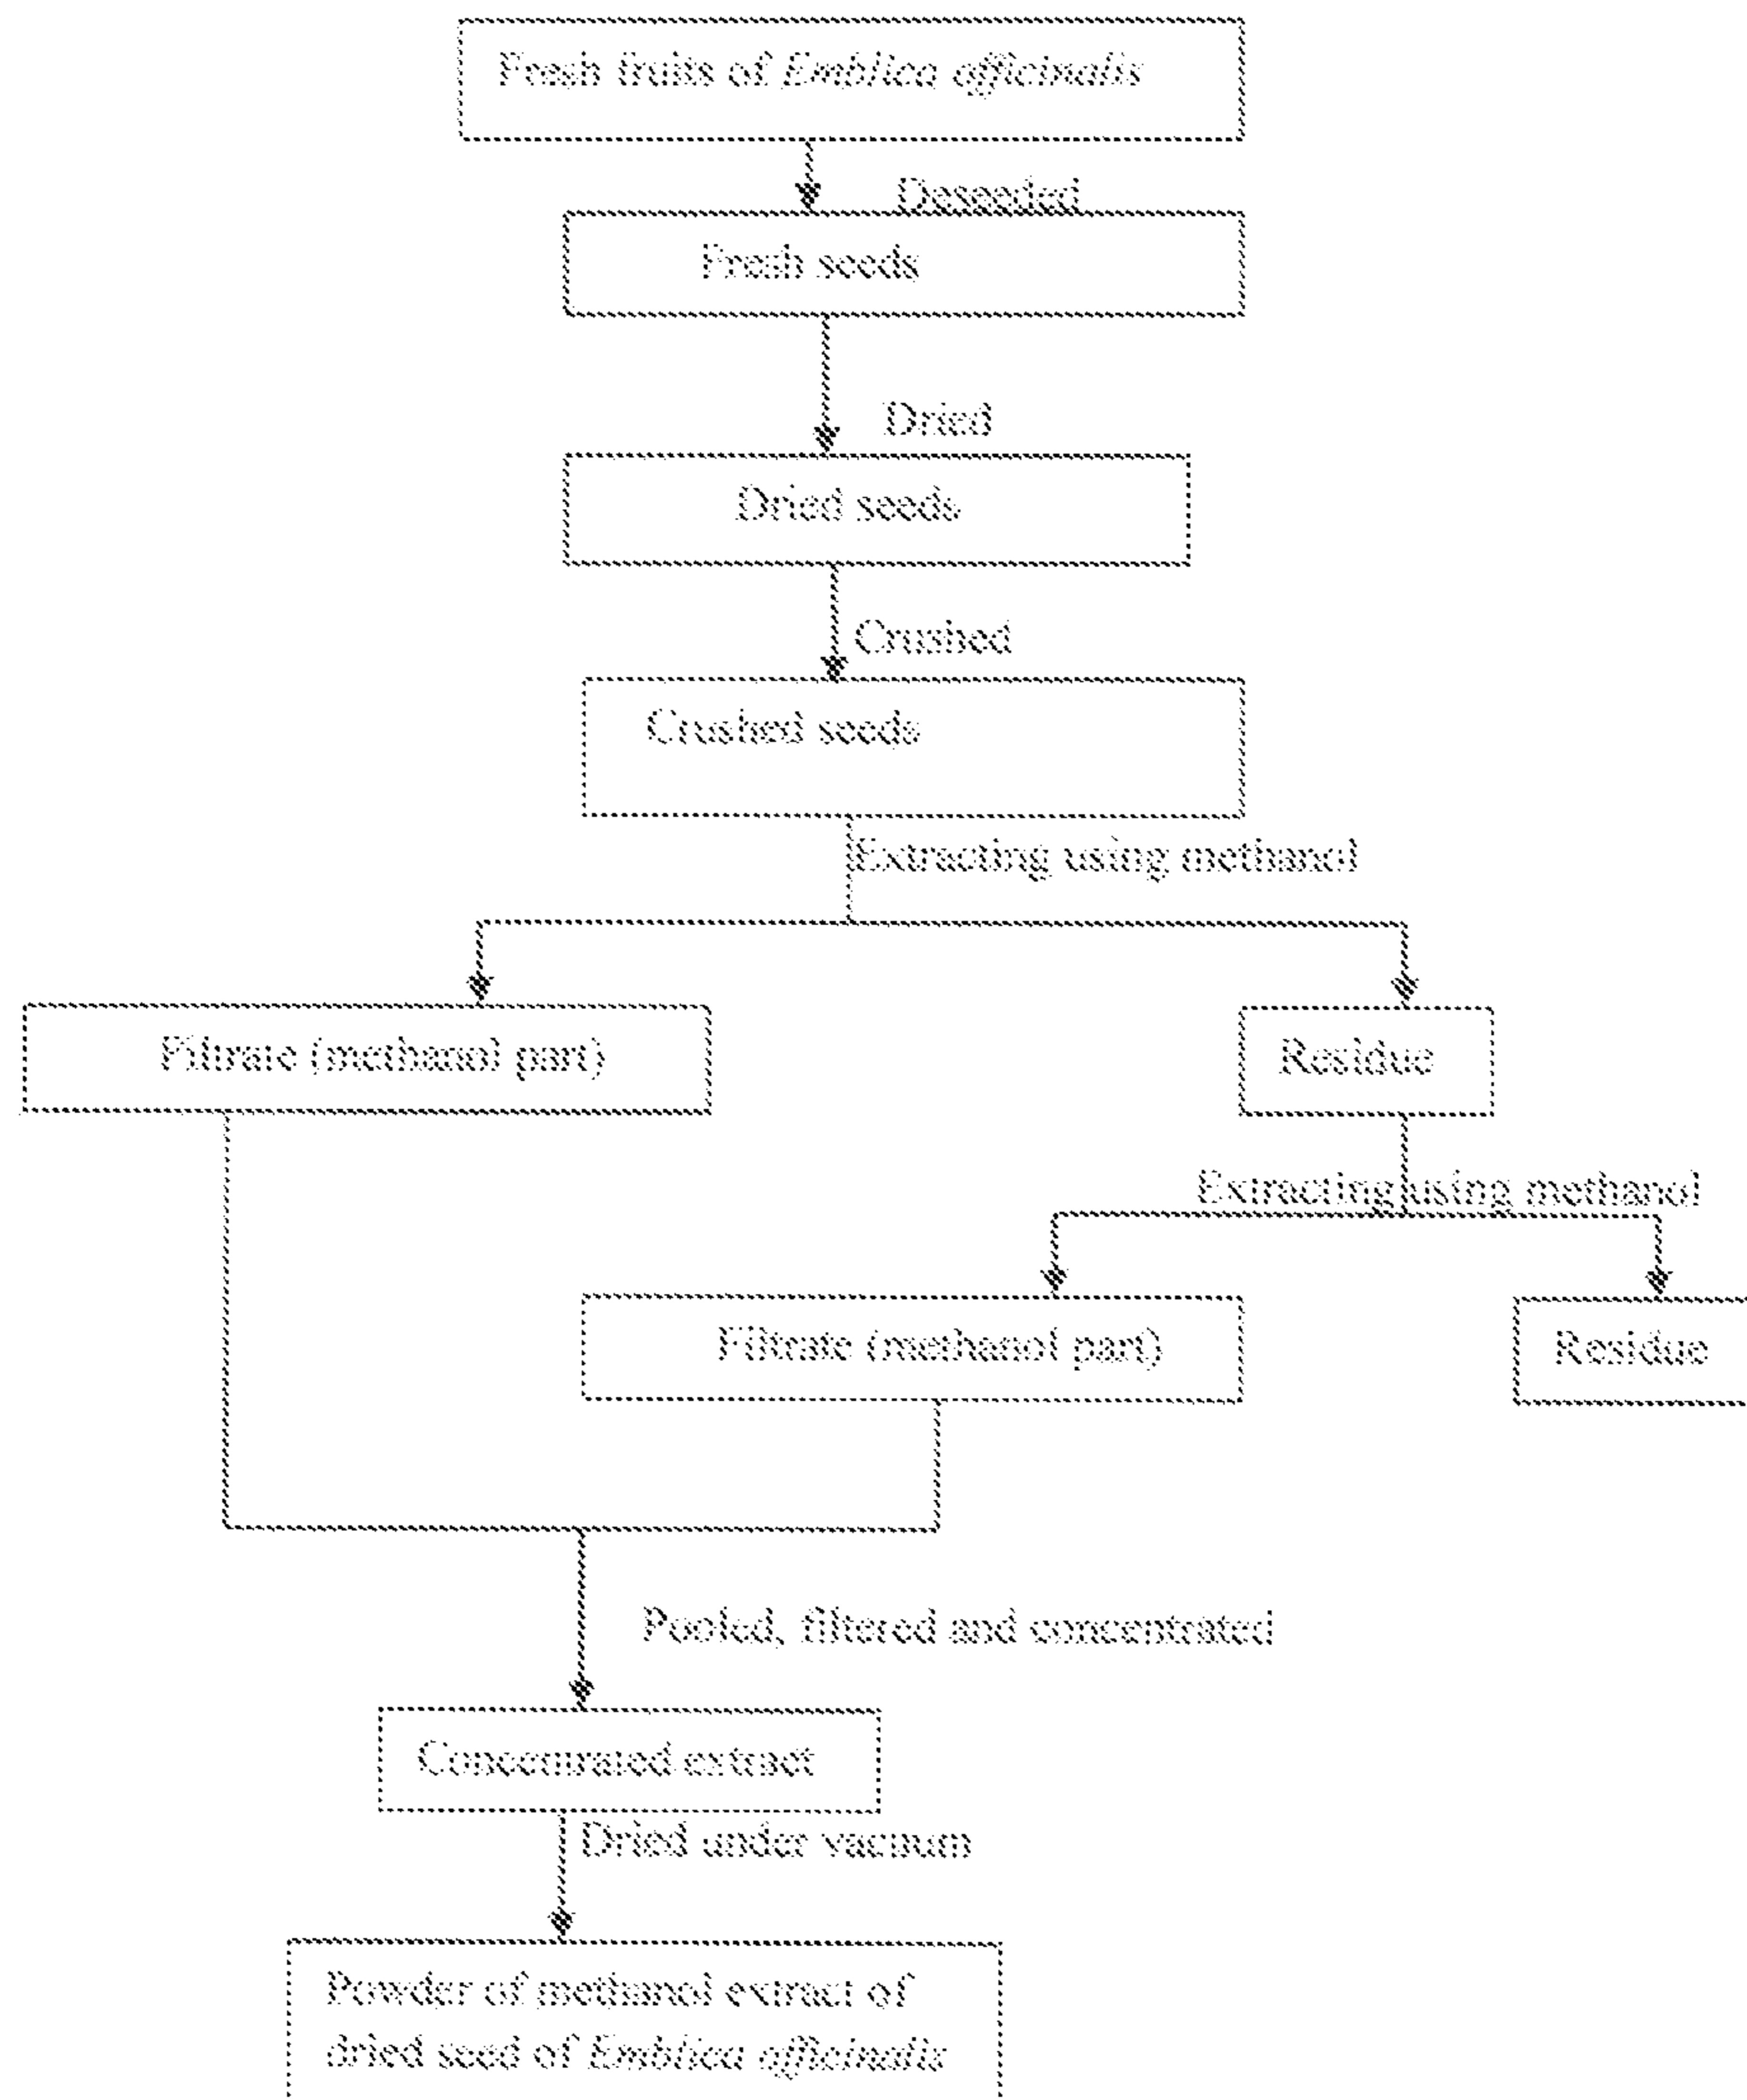 Fresh fruits of Emblica officinalis
Deseeded
Fresh seeds
Dried
Dried seeds
Crushed
Crushed seeds
Extracting using methanol
Filtrate (methanol part)
Residue
Extracting using methanol
Filtrate (methanol part)
Residue
Pooled, filtered and concentrated
Concentrated extract
Dried under vacuum
Powder of methanol extract of
dried seed of Emblica officinalis